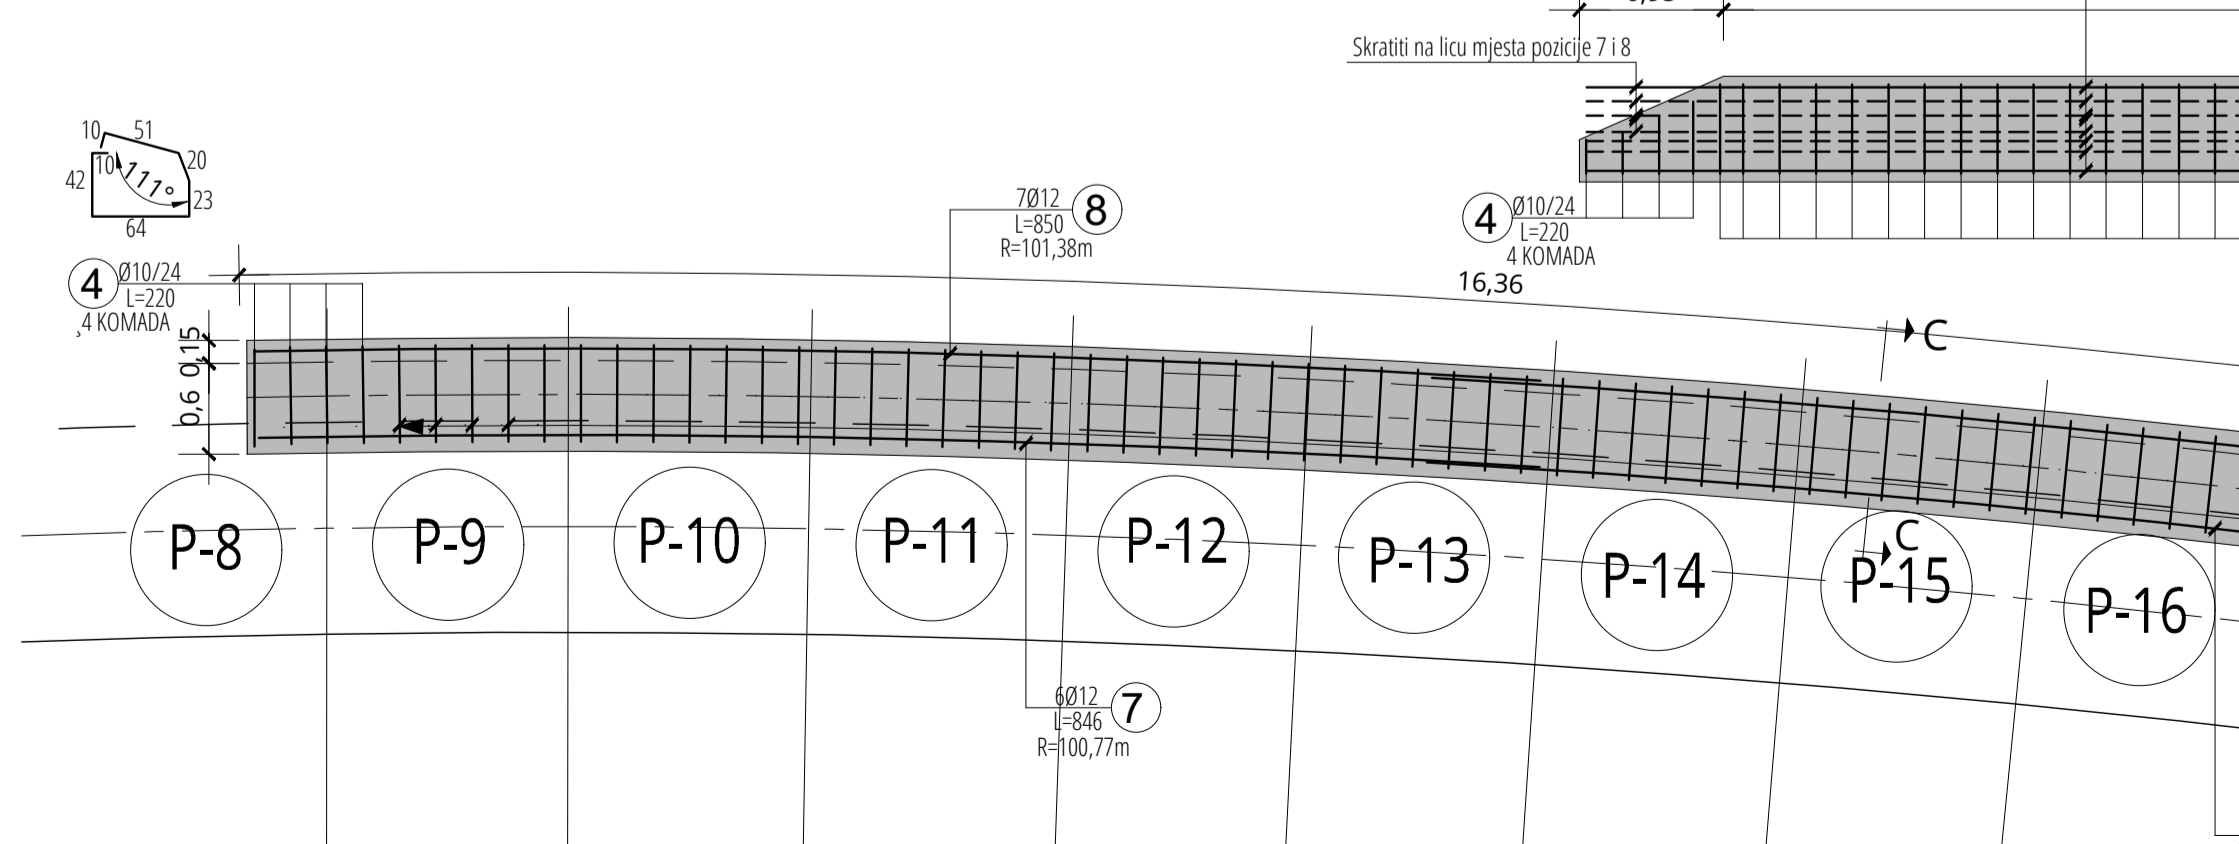 Skratiti na licu mjesta pozicije 7 i 8
10
51
10
20
111°
42
23
64
7Ø12
8
L=850
R=101,38m
4
Ø10/24
L=220
4 KOMADA
4
Ø10/24
L=220
¸4 KOMADA
16,36
0,15
0,6
C
P-8
P-9
P-10
P-11
P-12
P-13
P-14
C
P-15
P-16
6Ø12
7
L=846
R=100,77m